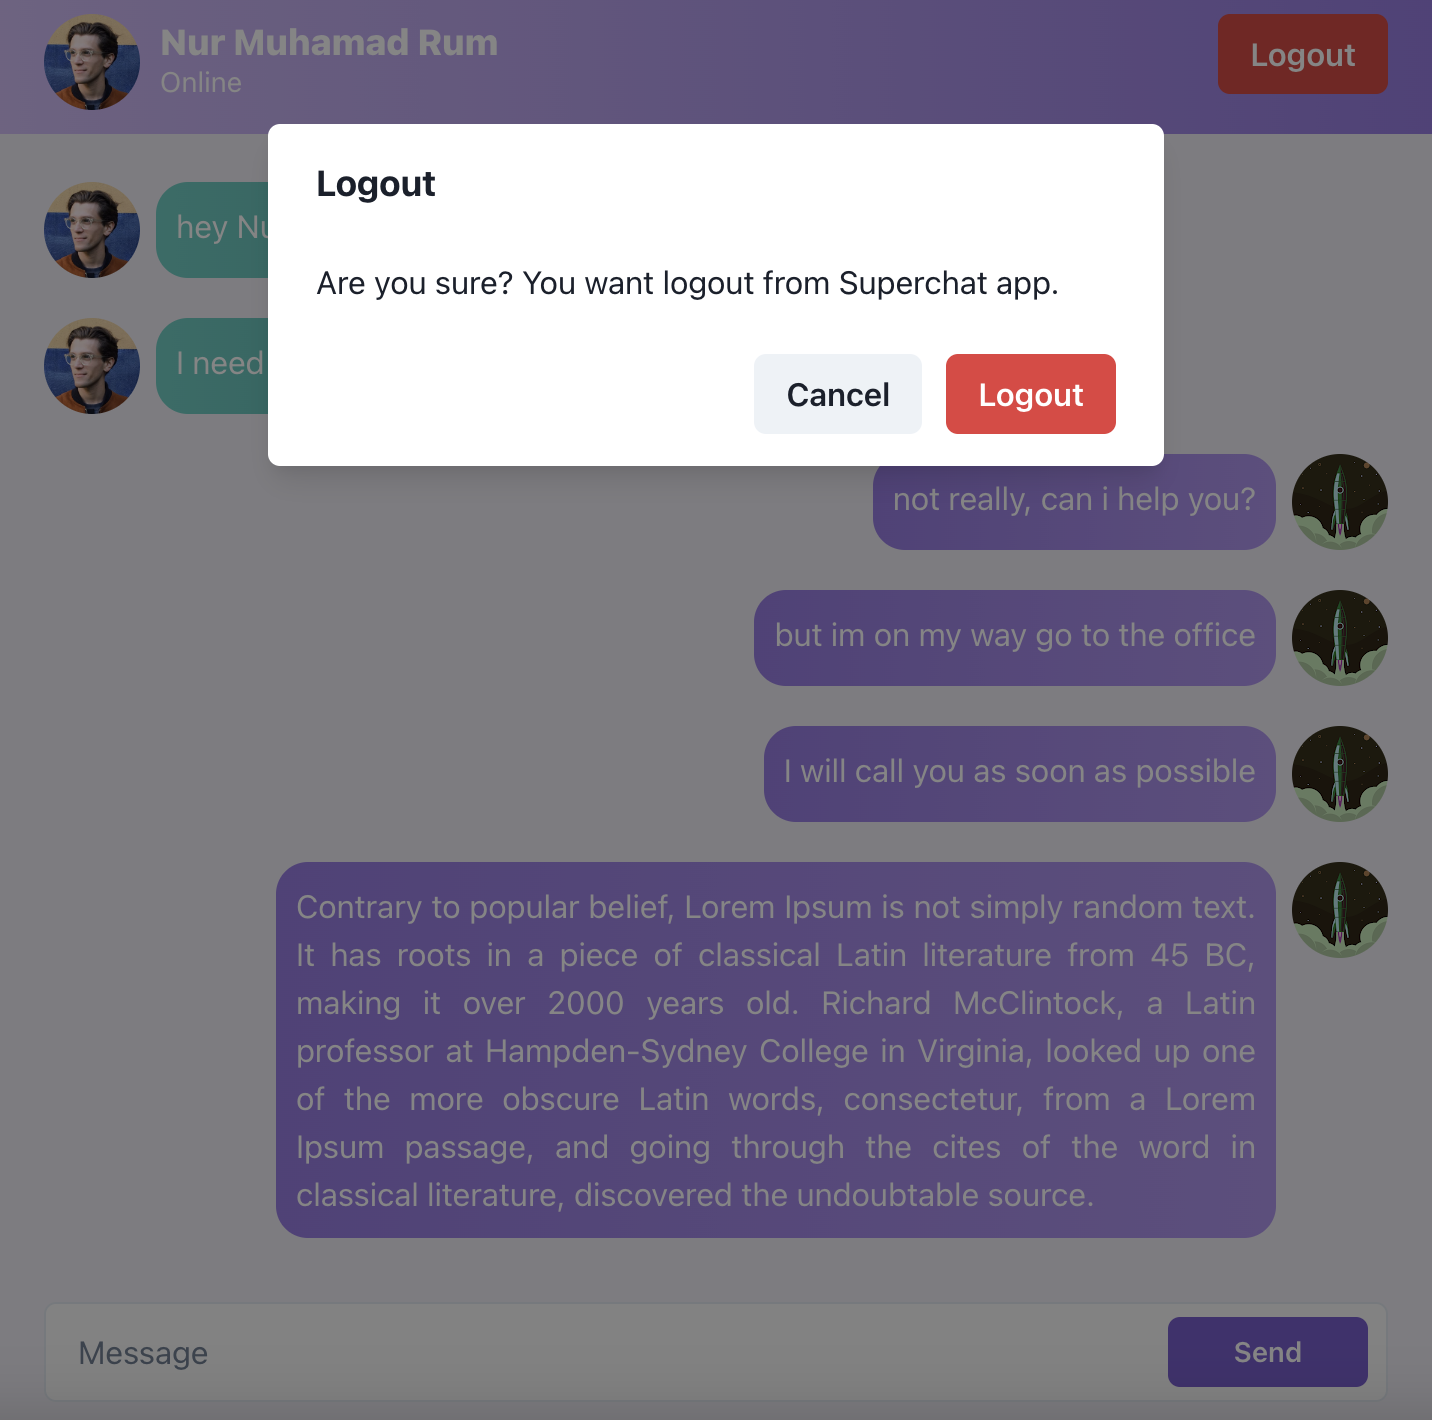 Nur Muhamad Rum
Online
Logout
Logout
Are you sure? You want logout from Superchat app.
Cancel
Logout
hey
I need
not really, can i help you?
but im on my way go to the office
I will call you as soon as possible
Contrary to popular belief, Lorem Ipsum is not simply random text.
It has roots in a piece of classical Latin literature from 45 BC,
making it over 2000 years old. Richard McClintock, a Latin
professor at Hampden-Sydney College in Virginia, looked up one
of the more obscure Latin words, consectetur, from a Lorem
Ipsum passage, and going through the cites of the word in
classical literature, discovered the undoubtable source.
Message
Send